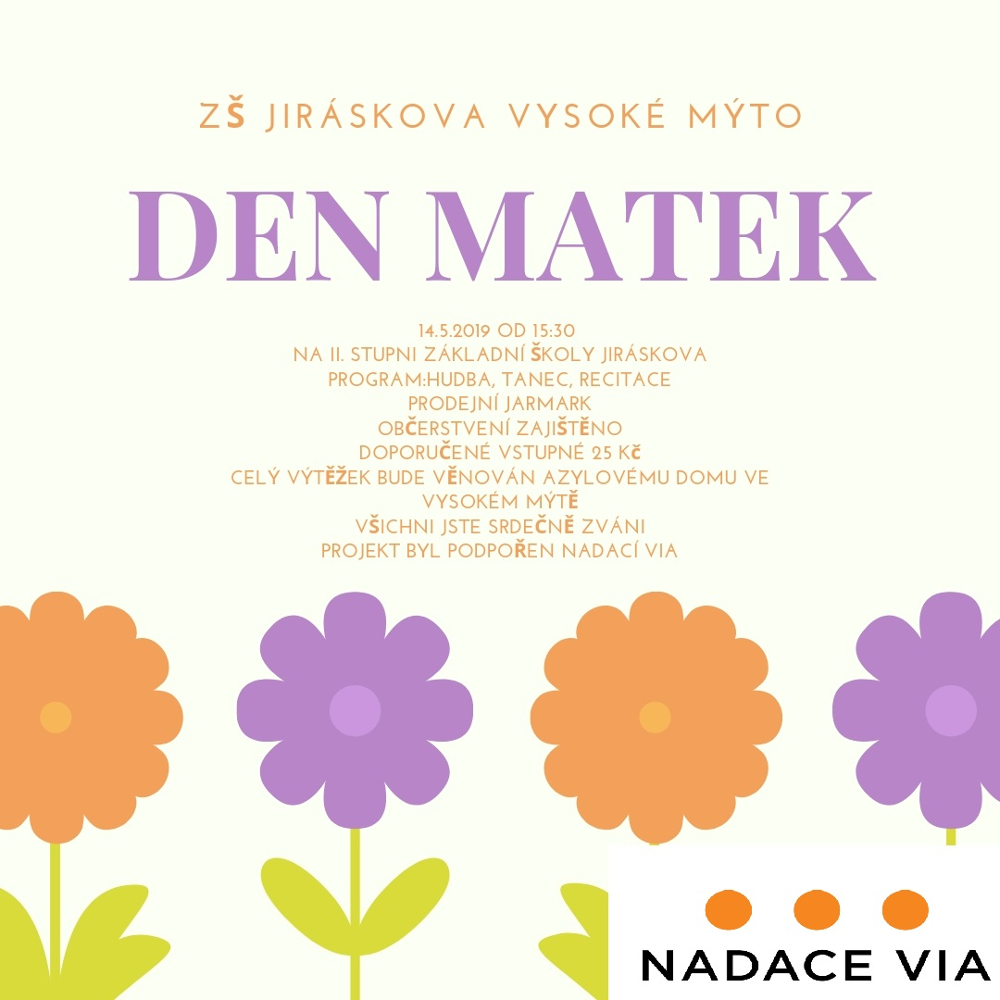 ZŠ JIRÁSKOVA VYSOKÉ MÝTO
DEN MATEK
14.5.2019 OD 15:30
NA II. STUPNI ZÁKLADNÍ ŠKOLY JIRÁSKOVA
PROGRAM:HUDBA, TANEC, RECITACE
PRODEJNÍ JARMARK
OBČERSTVENÍ ZAJIŠTĚNO
DOPORUČENÉ VSTUPNÉ 25 Kč
CELÝ VÝTĚŽEK BUDE VĚNOVÁN AZYLOVÉMU DOMU VE
VYSOKÉM MÝTĚ
VŠICHNI JSTE SRDEČNĚ ZVÁNI
PROJEKT BYL PODPOŘEN NADACÍ VIA
NADACE VIA